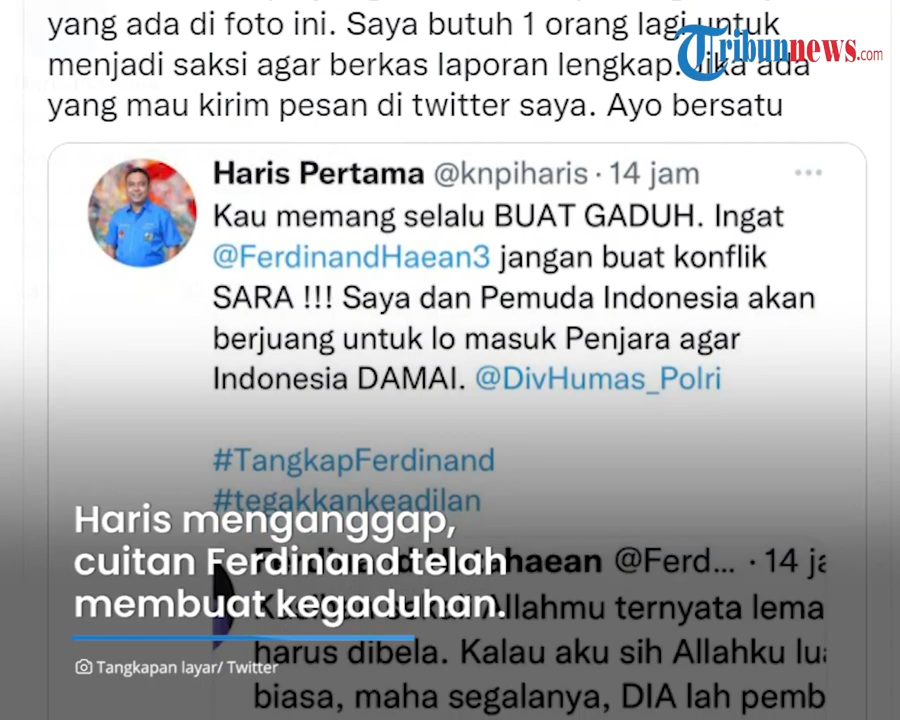 yang ada di foto ini. Saya butuh 1 orang lagi untuk
Tribunnews.com
menjadi saksi agar berkas laporan lengkap. Jika ada
yang mau kirim pesan di twitter saya. Ayo bersatu
Haris Pertama @knpiharis · 14 jam ...
Kau memang selalu BUAT GADUH. Ingat
@FerdinandHaean3 jangan buat konflik
SARA !!! Saya dan Pemuda Indonesia akan
berjuang untuk lo masuk Penjara agar
Indonesia DAMAI. @DivHumas_Polri
#TangkapFerdinand
#tegakkankeadilan
Haris menganggap,
cuitan Ferdinand telah
membuat kegaduhan.
Tangkapan layar/ Twitter
haean @Ferd... · 14 ja
Allahmu ternyata lema
harus dibela. Kalau aku sih Allahku lua
biasa, maha segalanya, DIA lah pemb